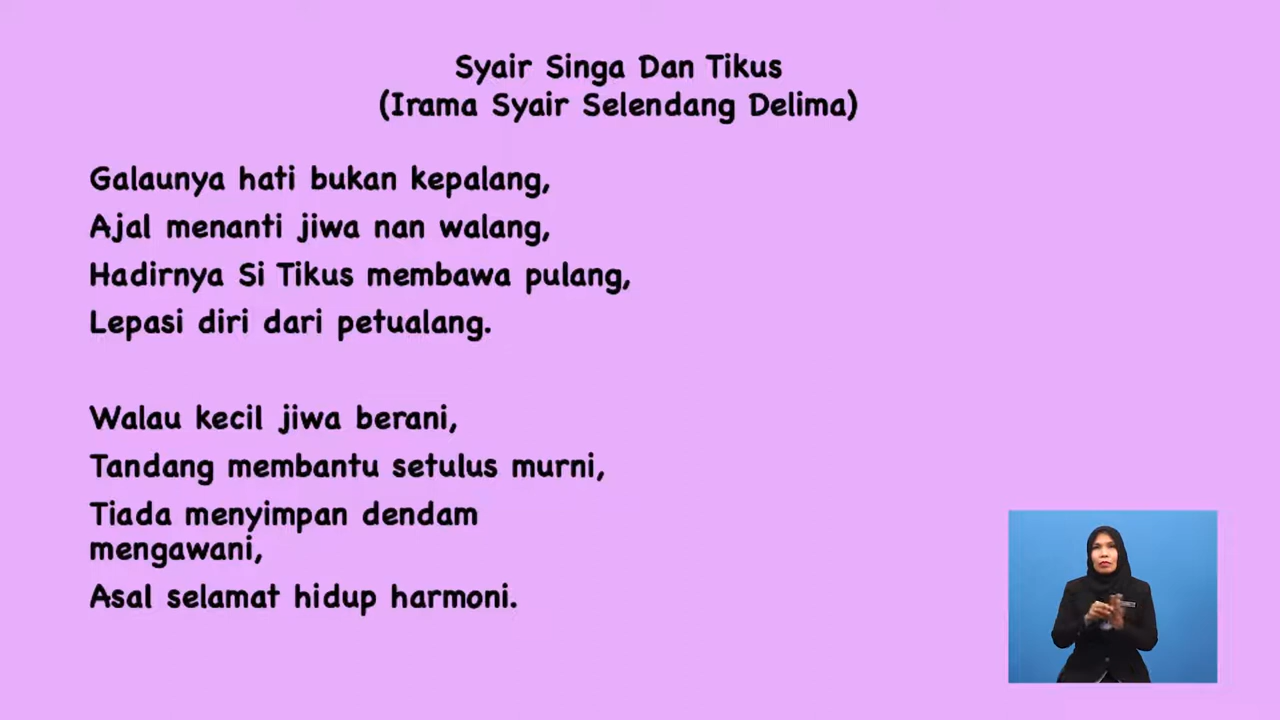 Syair Singa Dan Tikus
(Irama Syair Selendang Delima)
Galaunya hati bukan kepalang,
Ajal menanti jiwa nan walang,
Hadirnya Si Tikus membawa pulang,
Lepasi diri dari petualang.
Walau kecil jiwa berani,
Tandang membantu setulus murni,
Tiada menyimpan dendam
mengawani,
Asal selamat hidup harmoni.